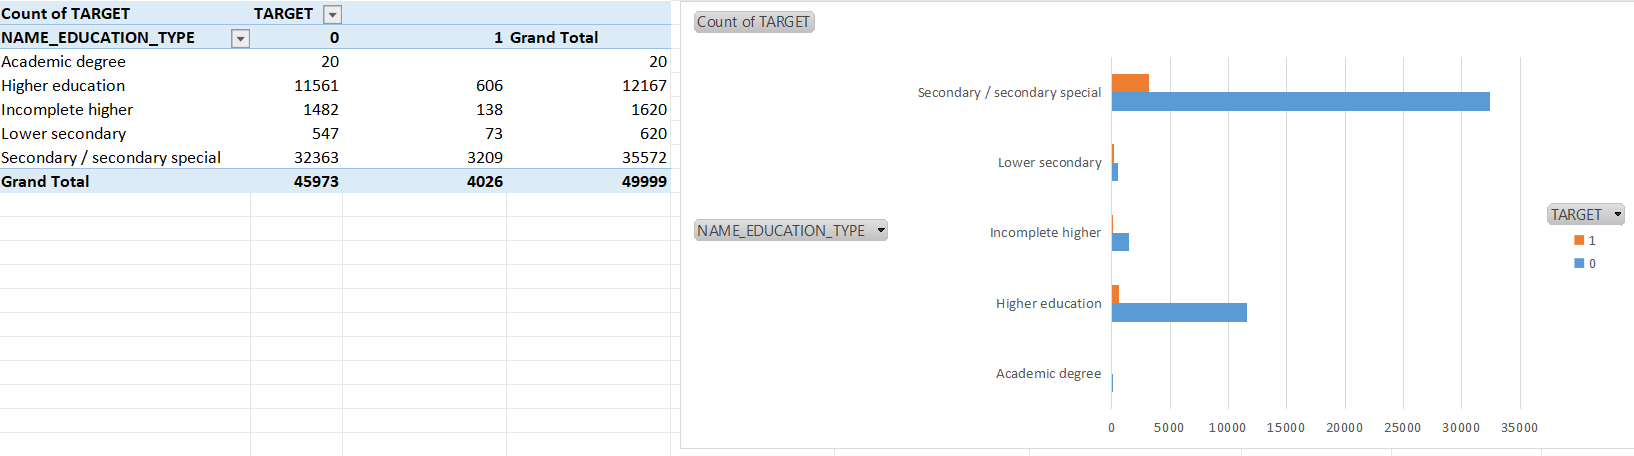 Count of TARGET TARGET
NAME_EDUCATION_TYPE 0 1 Grand Total
Academic degree 20 20
Higher education 11561 606 12167
Incomplete higher 1482 138 1620
Lower secondary 547 73 620
Secondary / secondary special 32363 3209 35572
Grand Total 45973 4026 49999
Count of TARGET
NAME_EDUCATION_TYPE
Secondary / secondary special
Lower secondary
Incomplete higher
Higher education
Academic degree
0 5000 10000 15000 20000 25000 30000 35000
TARGET
1
0